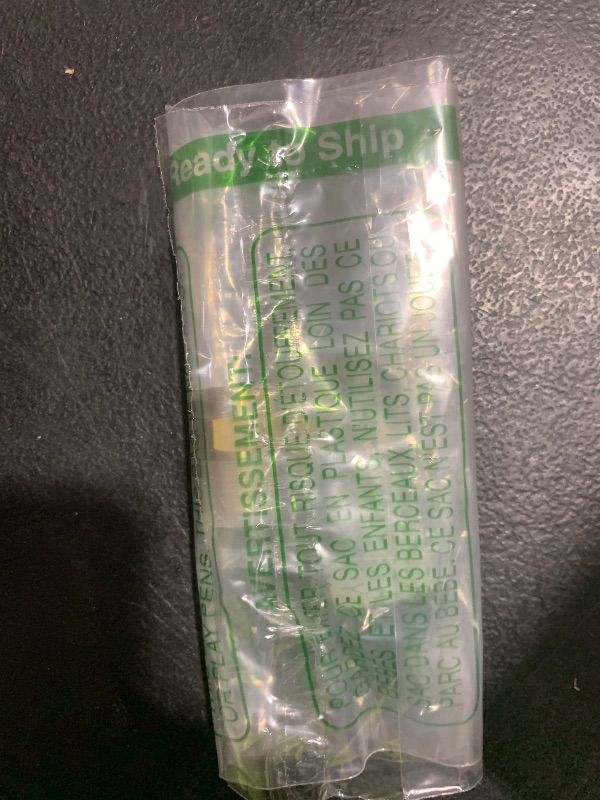 Ready to Ship
OR PLAY PENS.
AVERTISSEMENT:
POUR ÉVITER TOUT RISQUE D'ÉTOUFFEMENT,
GARDEZ CE SAC EN PLASTIQUE LOIN DES
BÉBÉS ET LES ENFANTS. N'UTILISEZ PAS CE
SAC DANS LES BERCEAUX, LITS, CHARIOTS OU
PARC AU BÉBÉ. CE SAC N'EST PAS UN JOUET.